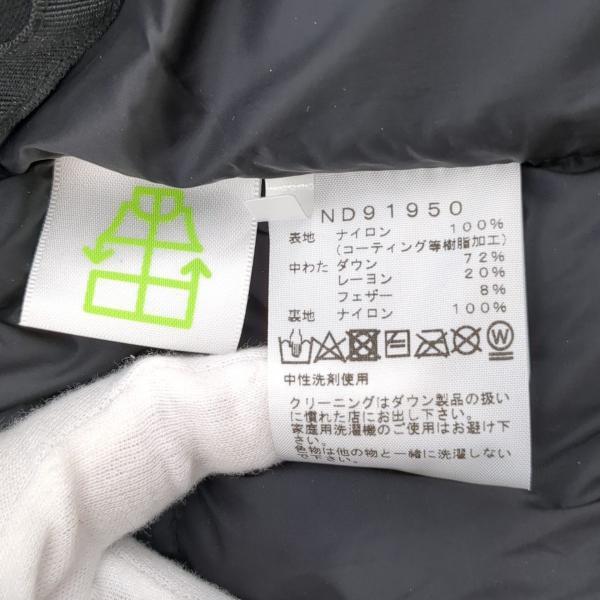 ND91950
表地 ナイロン 100%
(コーティング等樹脂加工)
中わた ダウン 72%
レーヨン 20%
フェザー 8%
裏地 ナイロン 100%
W
中性洗剤使用
クリーニングはダウン製品の扱い
に慣れた店にお出し下さい。
家庭用洗濯機のご使用はお避け下
さい。
色物は他の物と一緒に洗濯しない
で下さい。